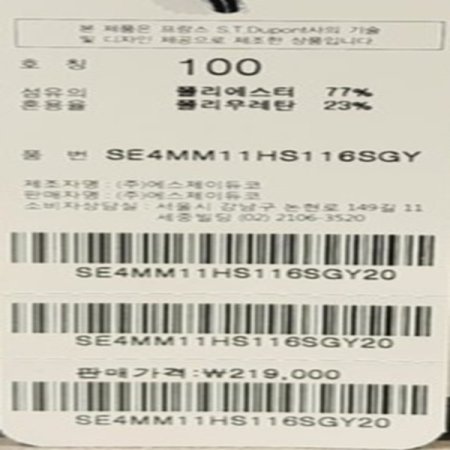 본 제품은 프랑스 S.T.Dupont사의 기술
및 디자인 제공으로 제조한 상품입니다
호 칭 100
섬유의 폴리에스터 77%
혼용율 폴리우레탄 23%
품 번 SE4MM11HS116SGY
제조자명 : (주)에스제이듀코
판매자명 : (주)에스제이듀코
소비자상담실 : 서울시 강남구 논현로 149길 11
세중빌딩 (02) 2106-3520
SE4MM11HS116SGY20
SE4MM11HS116SGY20
판매가격:₩219,000
SE4MM11HS116SGY20